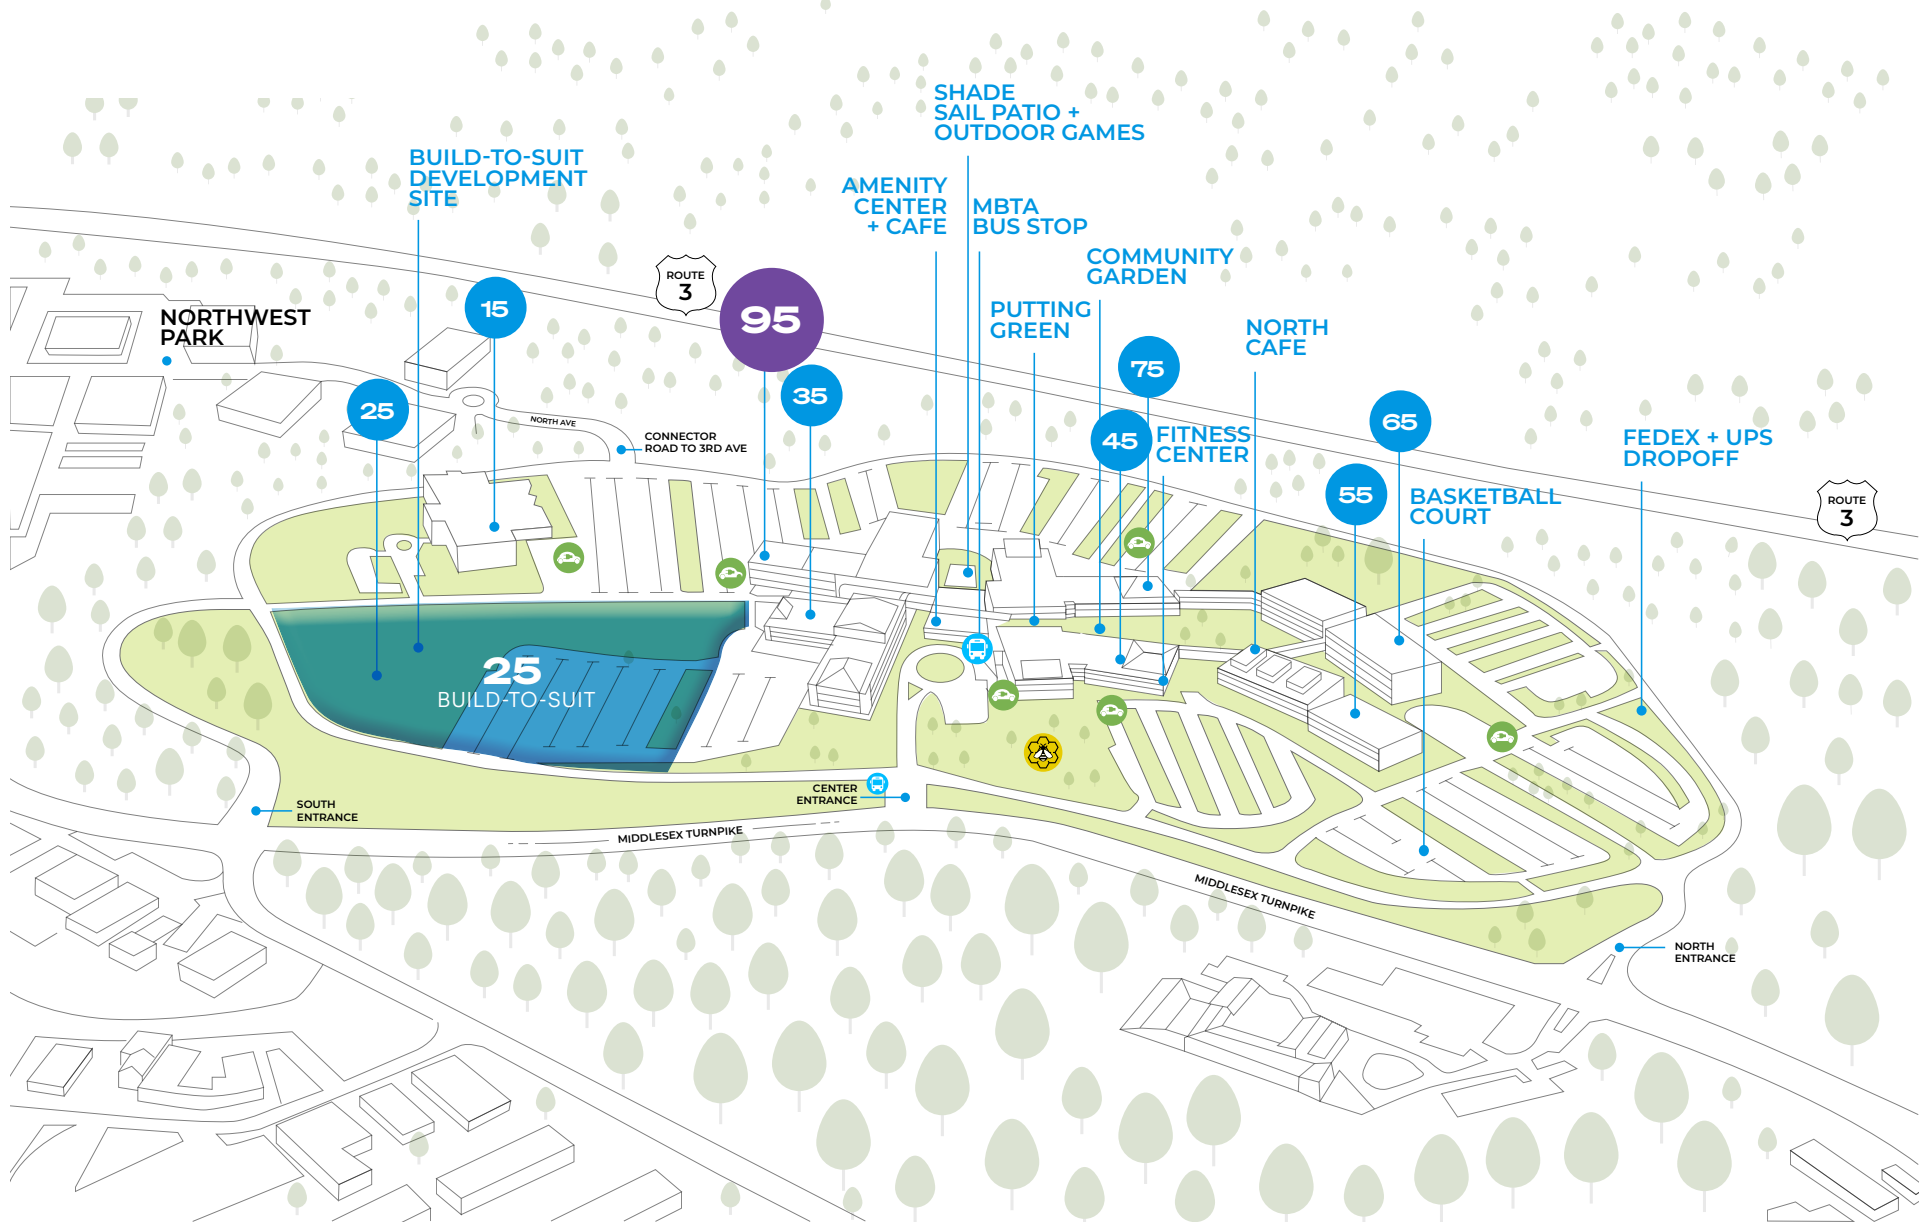 SHADE
SAIL PATIO +
OUTDOOR GAMES
BUILD-TO-SUIT
DEVELOPMENT
SITE
AMENITY
CENTER
+ CAFE
MBTA
BUS STOP
COMMUNITY
GARDEN
ROUTE
3
15
95
PUTTING
GREEN
NORTHWEST
PARK
NORTH
CAFE
75
35
25
65
NORTH AVE
CONNECTOR
ROAD TO 3RD AVE
45
FITNESS
CENTER
FEDEX + UPS
DROPOFF
55
BASKETBALL
COURT
ROUTE
3
25
BUILD-TO-SUIT
CENTER
ENTRANCE
SOUTH
ENTRANCE
MIDDLESEX TURNPIKE
MIDDLESEX TURNPIKE
NORTH
ENTRANCE